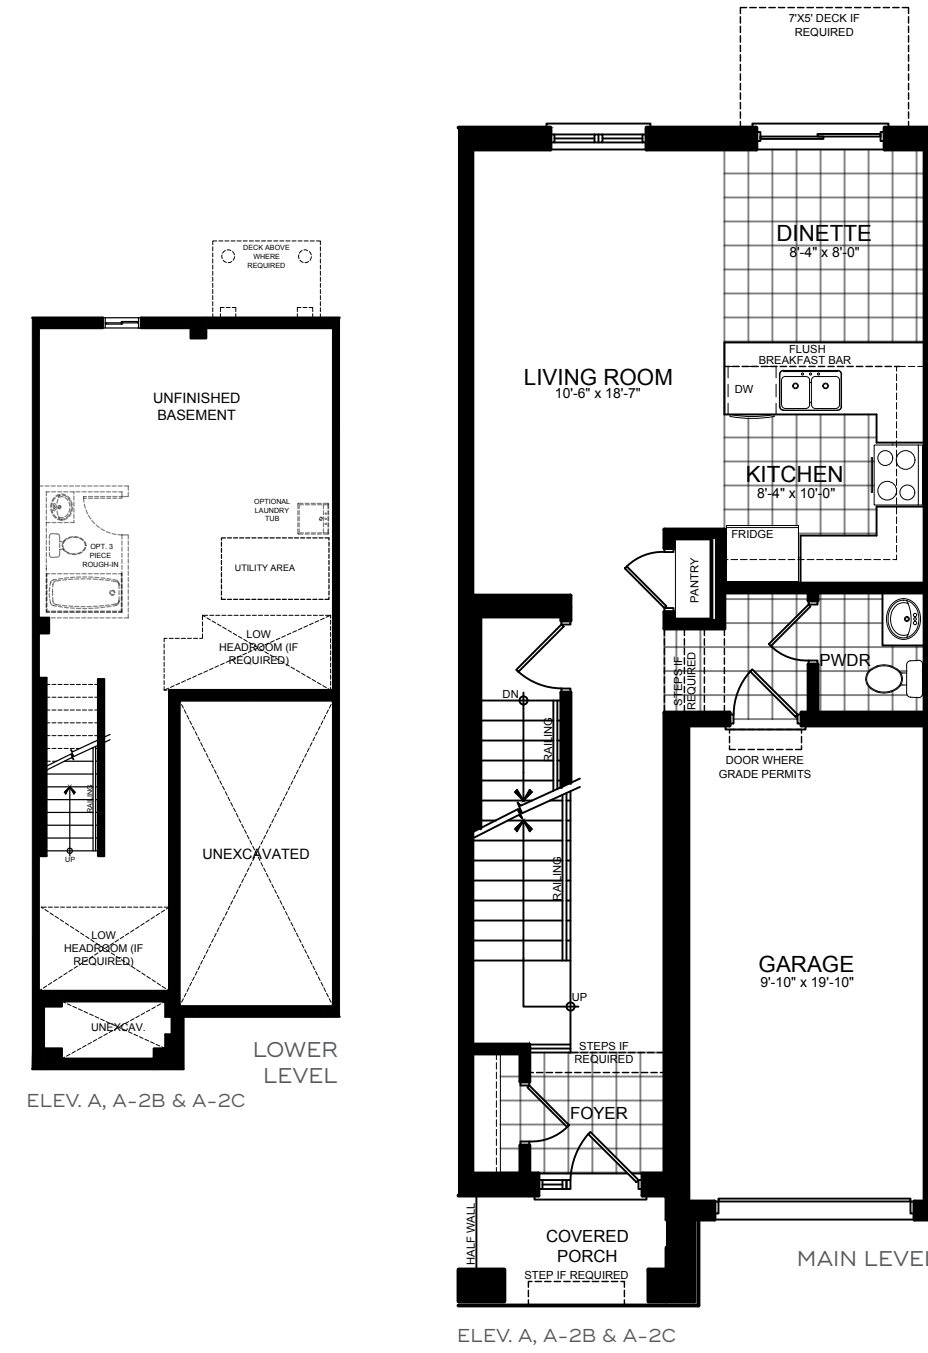 DECK ABOVE
WHERE
REQUIRED
UNFINISHED
BASEMENT
OPTIONAL
LAUNDRY
TUB
OPT. 3
PIECE
ROUGH-IN
UTILITY AREA
LOW
HEADROOM (IF
REQUIRED)
RAILING
UP
UNEXCAVATED
LOW
HEADROOM (IF
REQUIRED)
UNEXCAV.
LOWER
LEVEL
ELEV. A, A-2B & A-2C
7'X5' DECK IF
REQUIRED
DINETTE
8'-4" x 8'-0"
FLUSH
BREAKFAST BAR
LIVING ROOM
10'-6" x 18'-7"
DW
KITCHEN
8'-4" x 10'-0"
FRIDGE
PANTRY
PWDR
STEPS IF
REQUIRED
DN
RAILING
DOOR WHERE
GRADE PERMITS
RAILING
GARAGE
9'-10" x 19'-10"
UP
STEPS IF
REQUIRED
FOYER
HALF WALL
COVERED
PORCH
STEP IF REQUIRED
MAIN LEVEL
ELEV. A, A-2B & A-2C